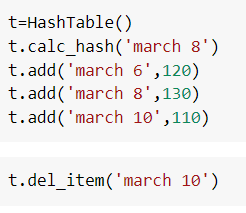 t=HashTable()
t.calc_hash('march 8')
t.add('march 6',120)
t.add('march 8',130)
t.add('march 10',110)
t.del_item('march 10')